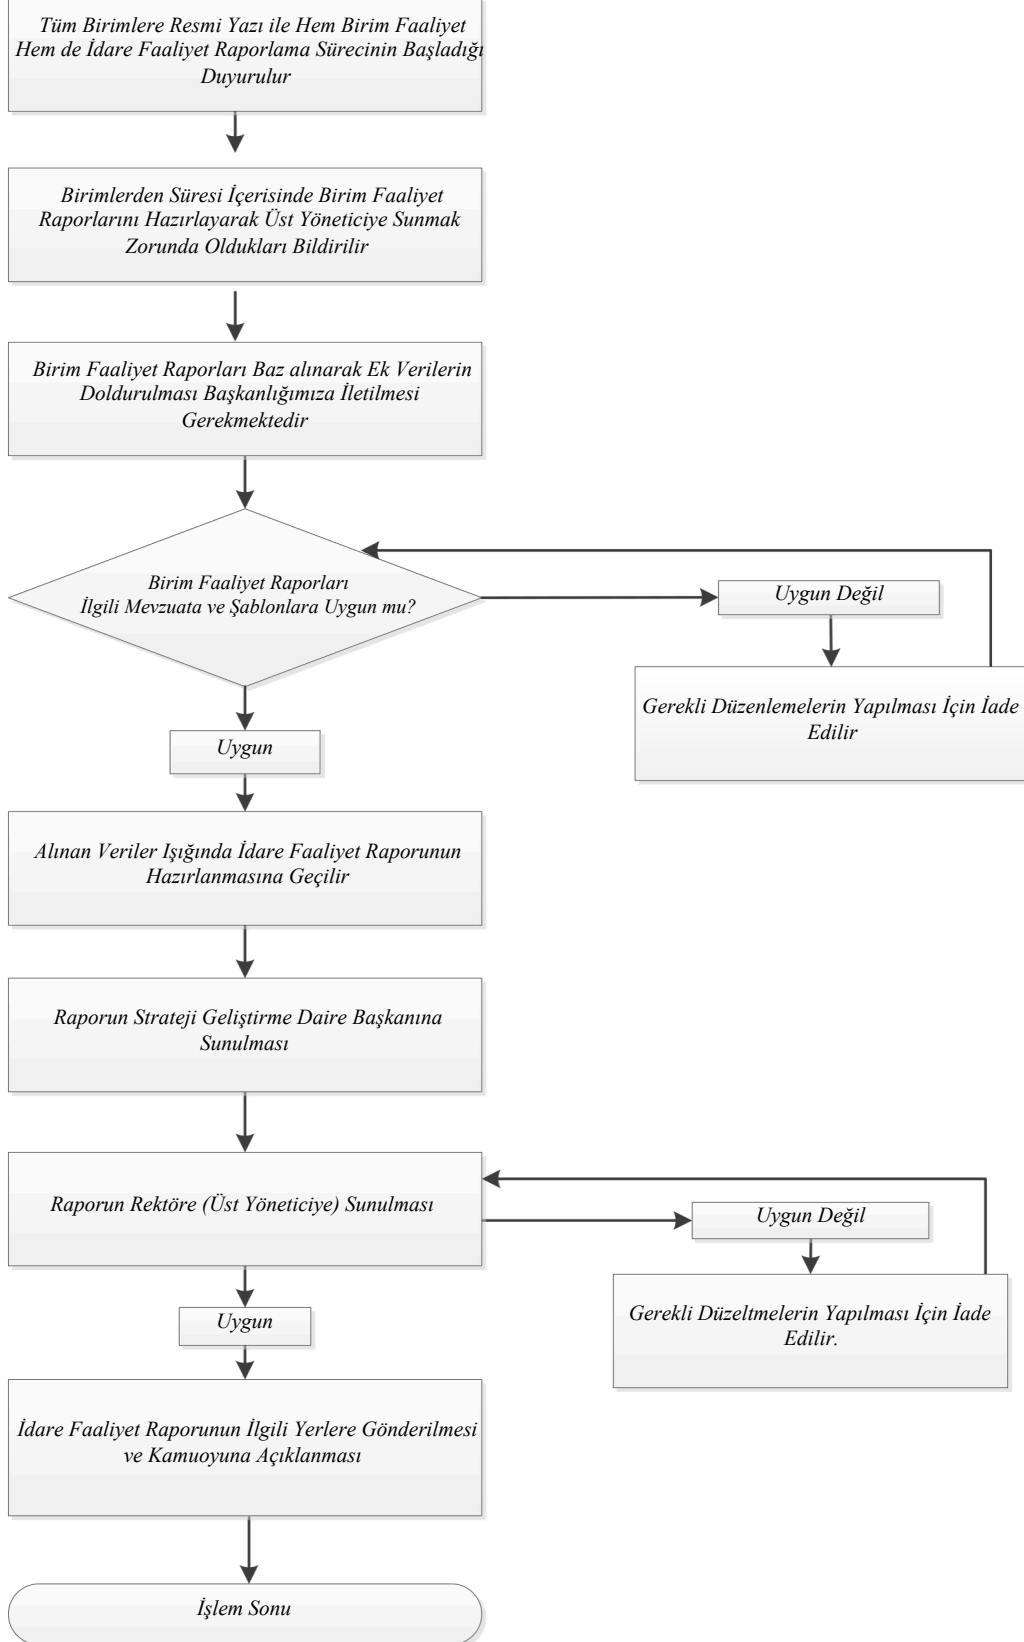 Tüm Birimlere Resmi Yazı ile Hem Birim Faaliyet
Hem de İdare Faaliyet Raporlama Sürecinin Başladığı
Duyurulur
Birimlerden Süresi İçerisinde Birim Faaliyet
Raporlarını Hazırlayarak Üst Yöneticiye Sunmak
Zorunda Oldukları Bildirilir
Birim Faaliyet Raporları Baz alınarak Ek Verilerin
Doldurulması Başkanlığımıza İletilmesi
Gerekmektedir
Birim Faaliyet Raporları
İlgili Mevzuata ve Şablonlara Uygun mu?
Uygun Değil
Gerekli Düzenlemelerin Yapılması İçin İade
Edilir
Uygun
Alınan Veriler Işığında İdare Faaliyet Raporunun
Hazırlanmasına Geçilir
Raporun Strateji Geliştirme Daire Başkanına
Sunulması
Raporun Rektöre (Üst Yöneticiye) Sunulması
Uygun Değil
Gerekli Düzeltmelerin Yapılması İçin İade
Edilir.
Uygun
İdare Faaliyet Raporunun İlgili Yerlere Gönderilmesi
ve Kamuoyuna Açıklanması
İşlem Sonu